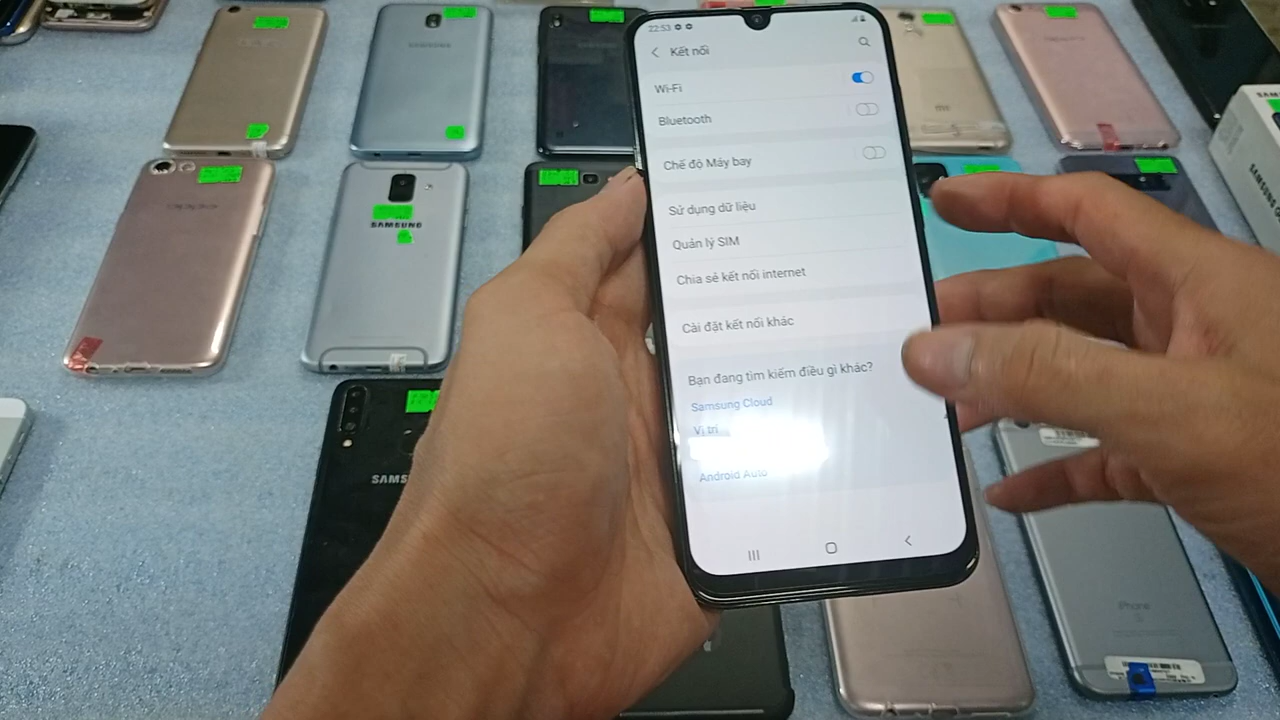 22:53
Kết nối
Wi-Fi
Bluetooth
Chế độ Máy bay
Sử dụng dữ liệu
Quản lý SIM
Chia sẻ kết nối internet
Cài đặt kết nối khác
Bạn đang tìm kiếm điều gì khác?
Samsung Cloud
Vị trí
Android Auto
SAMSUNG
SAMSUNG
SAMS
iPhone
SAMSUNG